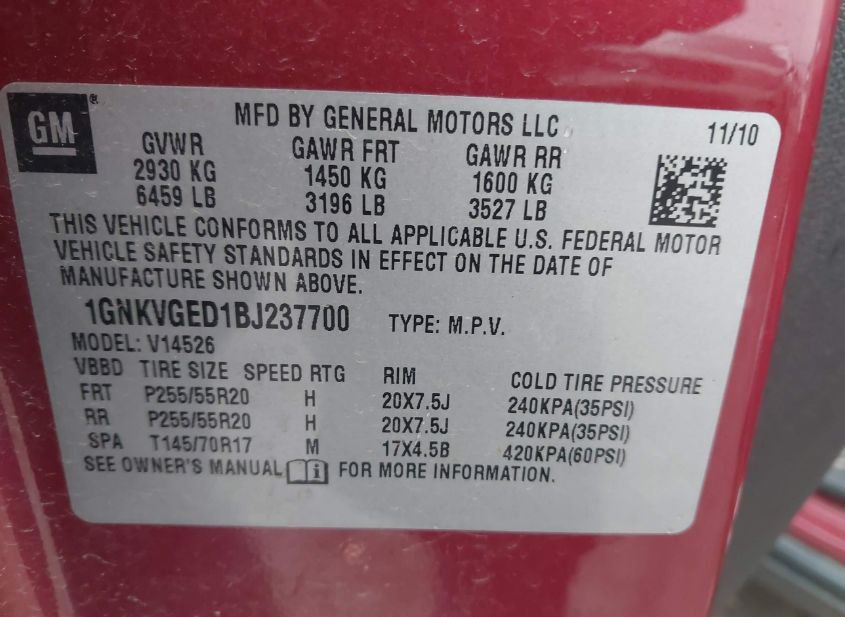 GM®
MFD BY GENERAL MOTORS LLC
11/10
GVWR GAWR FRT GAWR RR
2930 KG 1450 KG 1600 KG
6459 LB 3196 LB 3527 LB
THIS VEHICLE CONFORMS TO ALL APPLICABLE U.S. FEDERAL MOTOR
VEHICLE SAFETY STANDARDS IN EFFECT ON THE DATE OF
MANUFACTURE SHOWN ABOVE.
1GNKVGED1BJ237700 TYPE: M.P.V.
MODEL: V14526
VBBD TIRE SIZE SPEED RTG RIM COLD TIRE PRESSURE
FRT P255/55R20 H 20X7.5J 240KPA(35PSI)
RR P255/55R20 H 20X7.5J 240KPA(35PSI)
SPA T145/70R17 M 17X4.5B 420KPA(60PSI)
SEE OWNER'S MANUAL i FOR MORE INFORMATION.